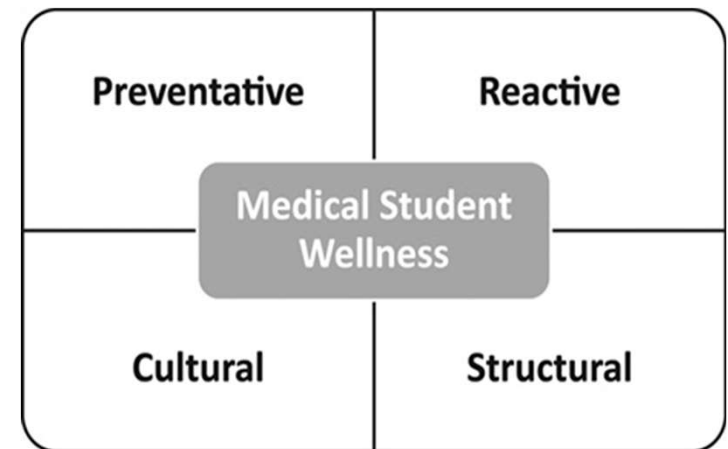 Preventative
Reactive
Medical Student
Wellness
Cultural
Structural